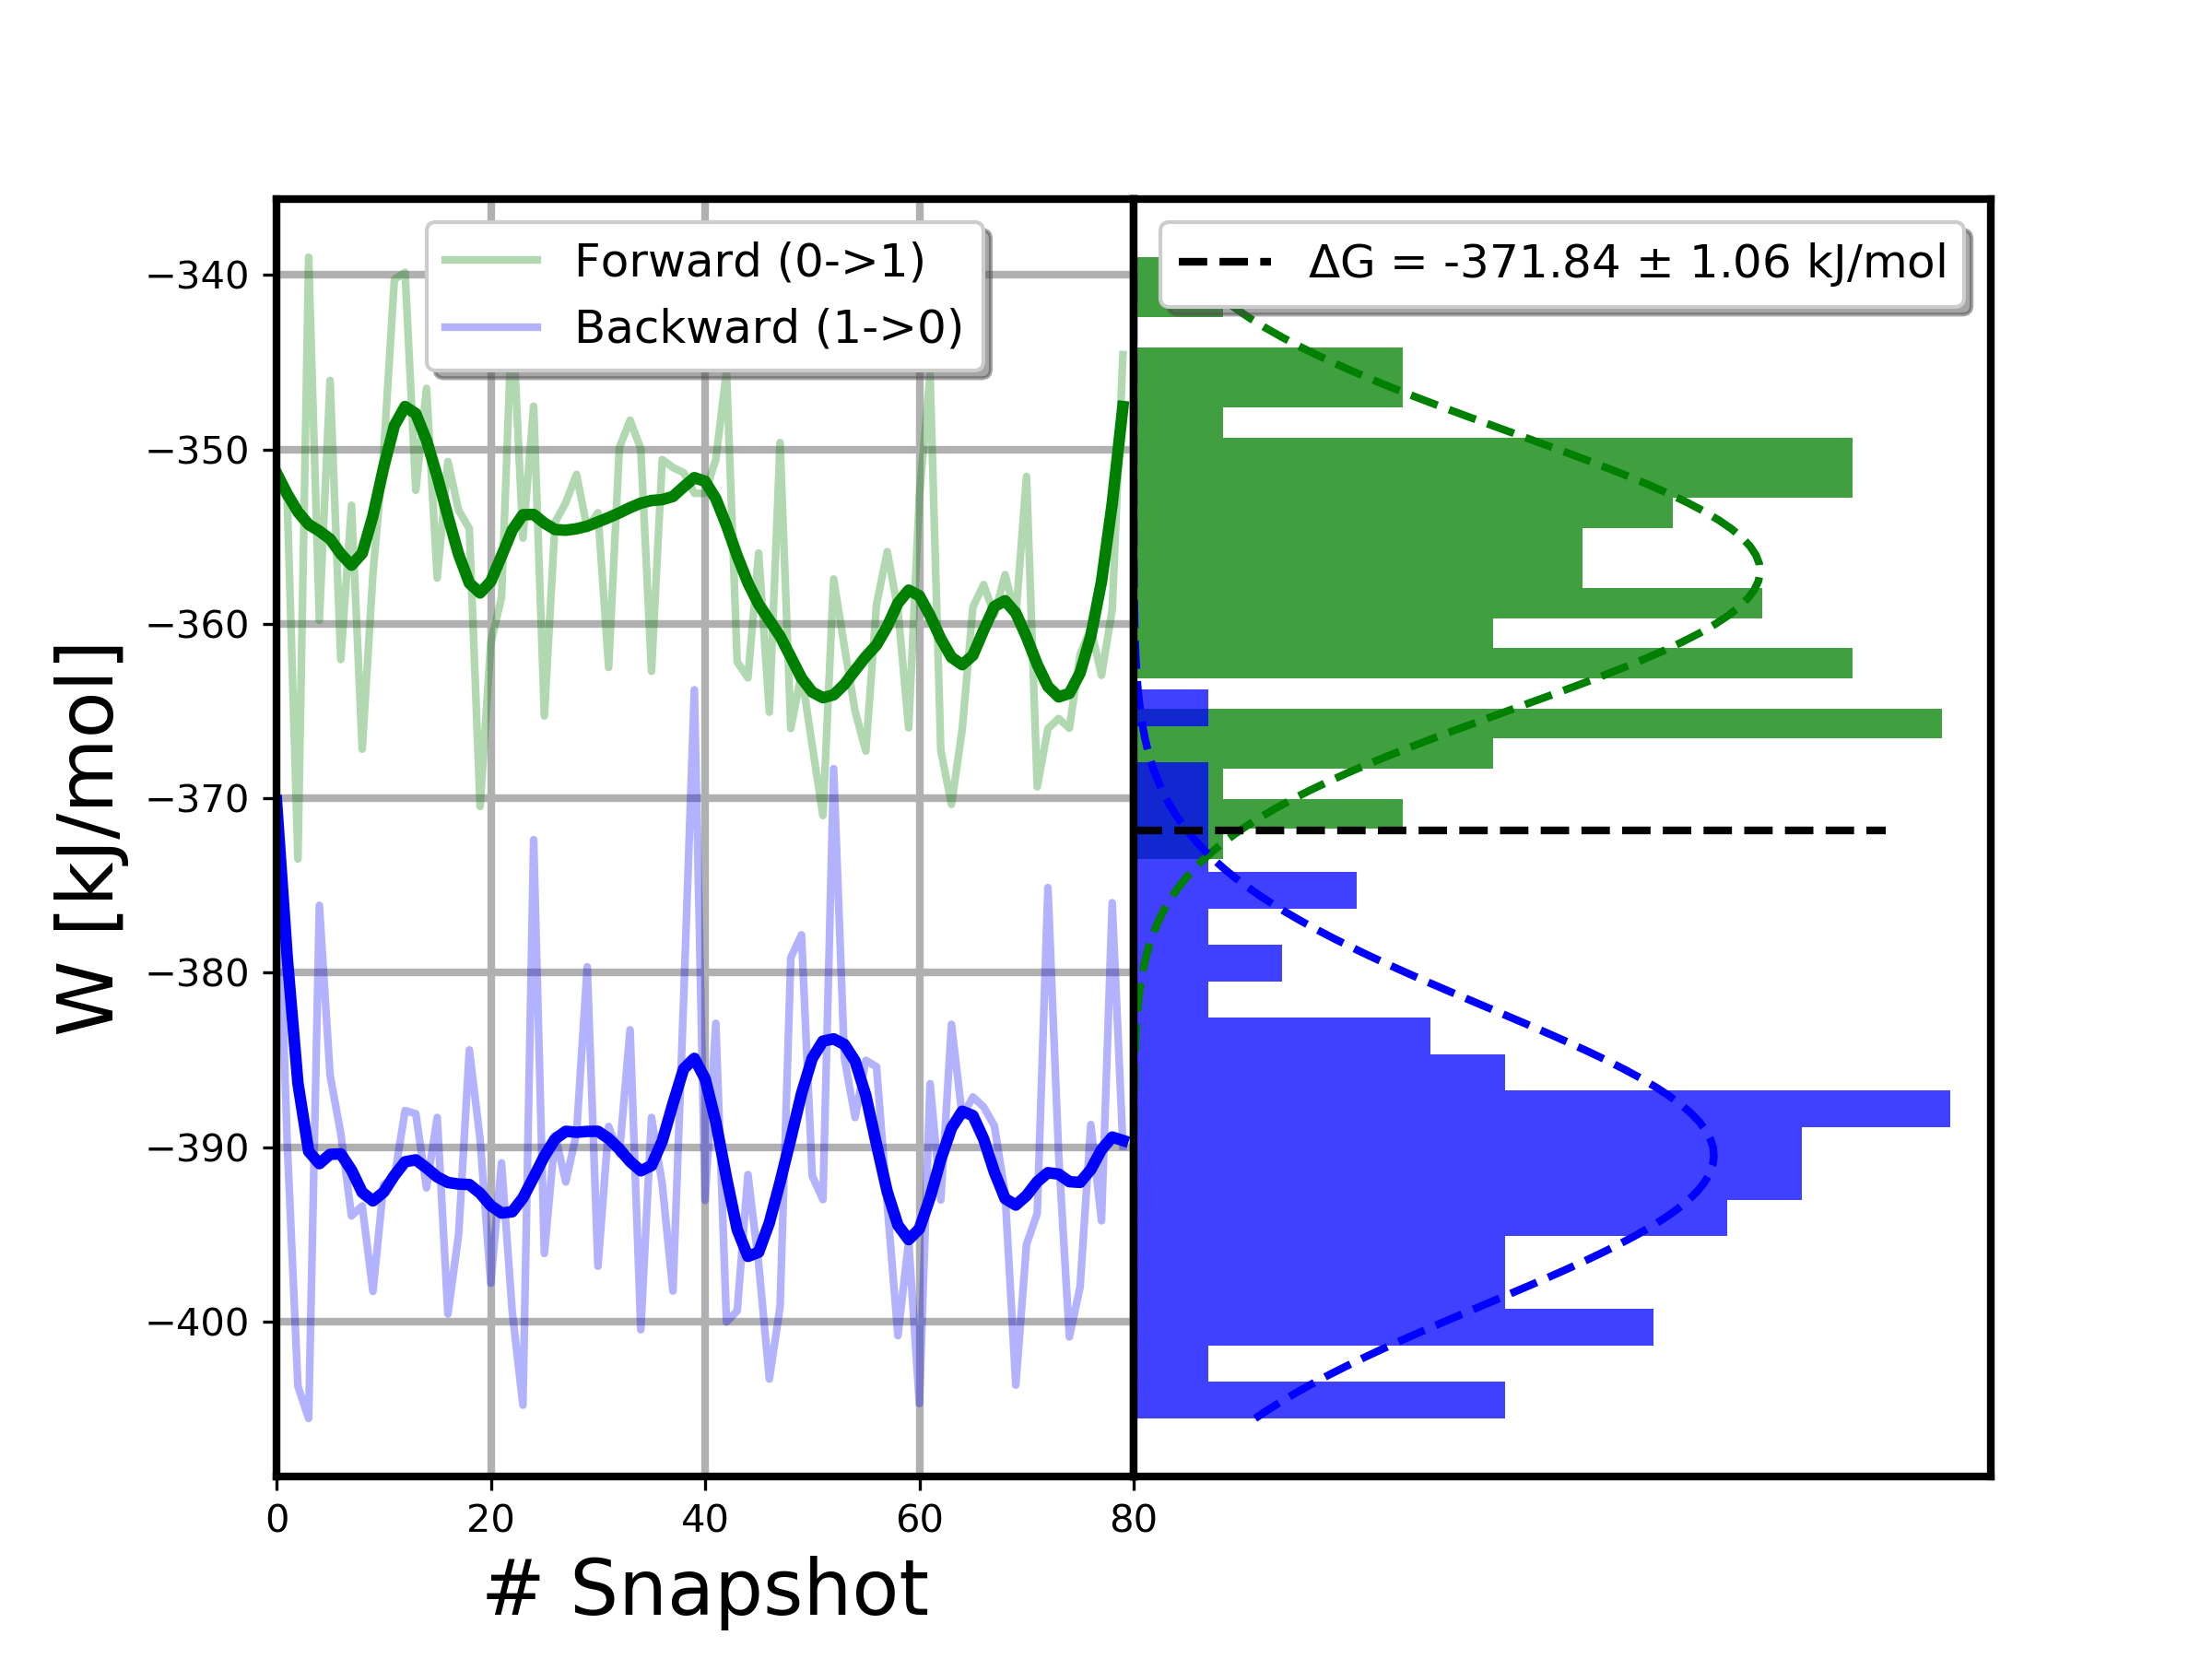 Forward (0->1)
Backward (1->0)
ΔG = -371.84 ± 1.06 kJ/mol
W [kJ/mol]
−340
−350
−360
−370
−380
−390
−400
0 20 40 60 80
# Snapshot